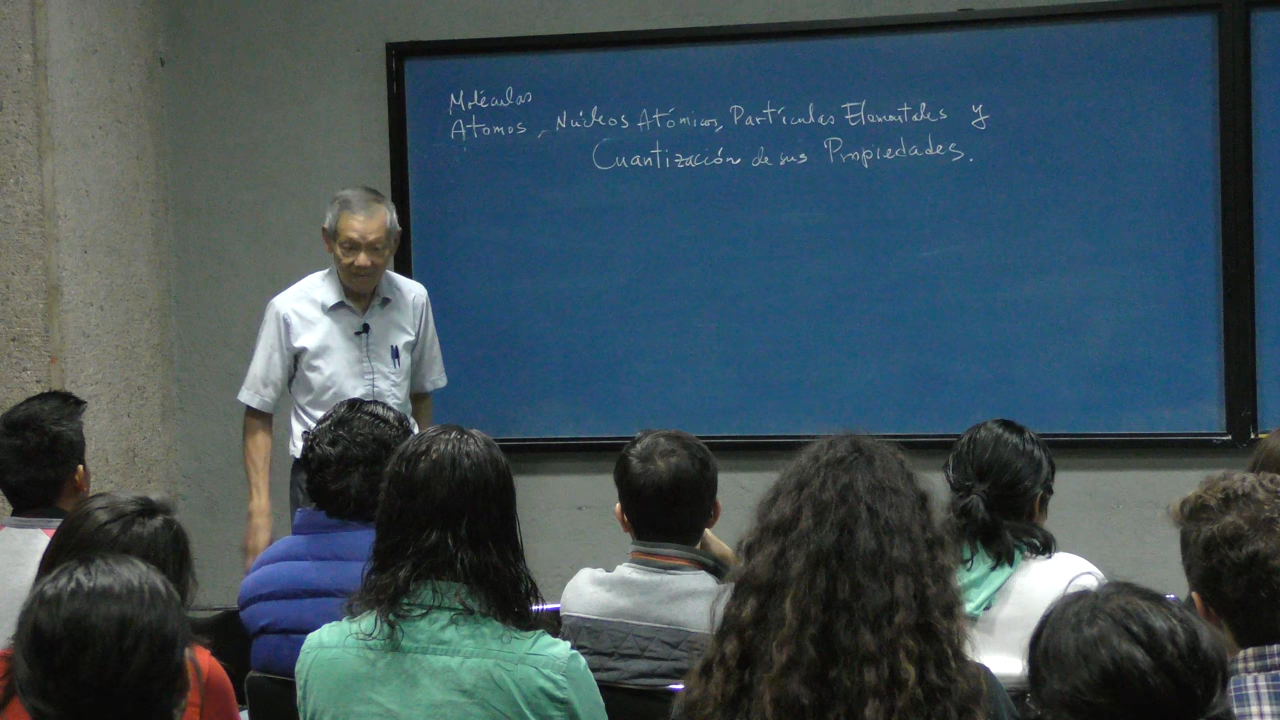 Moléculas
Atomos, Núcleos Atómicos, Partículas Elementales y
Cuantización de sus Propiedades.